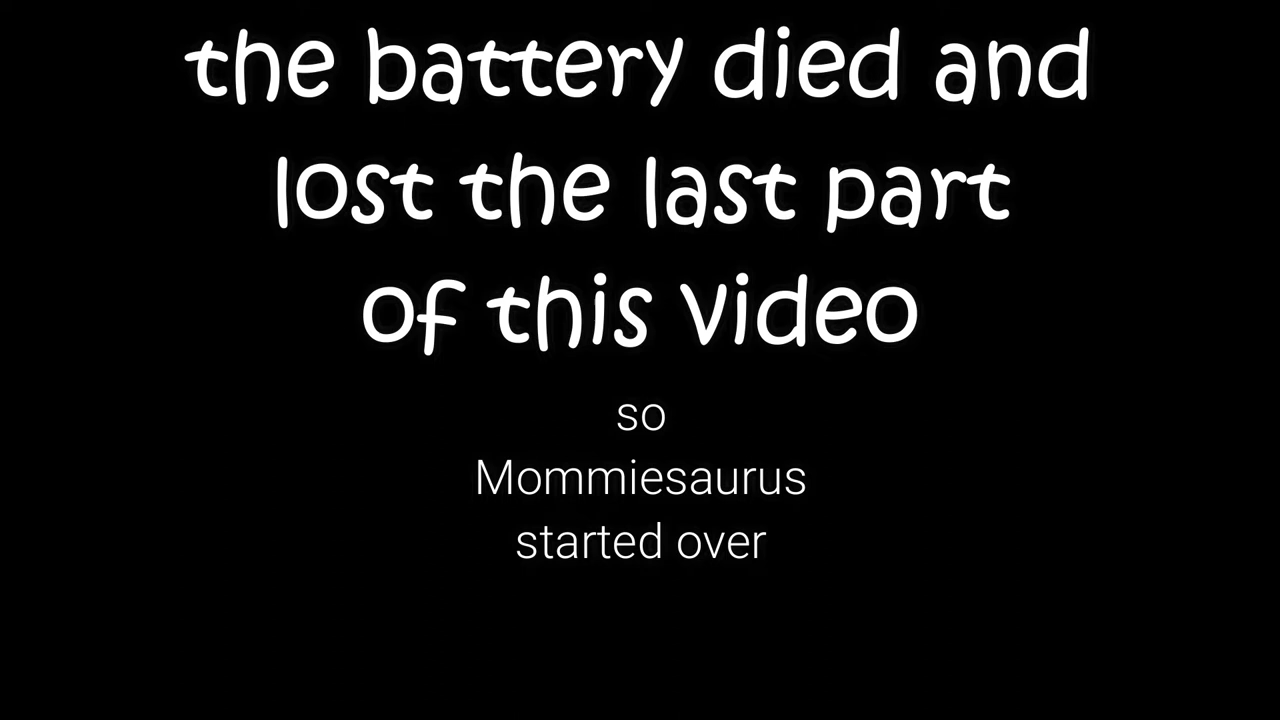 the battery died and
lost the last part
of this video
so
Mommiesaurus
started over